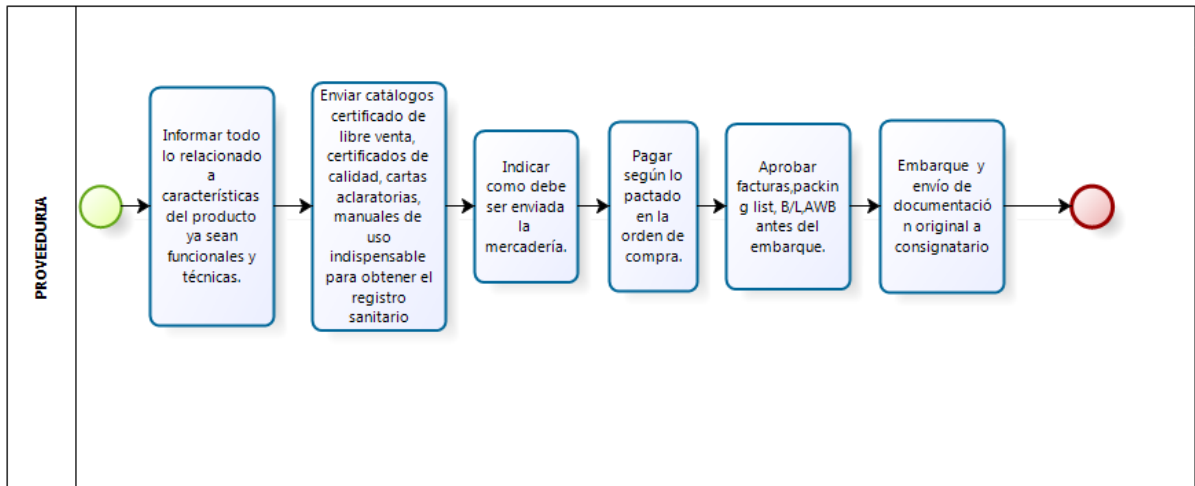 PROVEEDURIA
Informar todo
lo relacionado
a
características
del producto
ya sean
funcionales y
técnicas.
Enviar catálogos
certificado de
libre venta,
certificados de
calidad, cartas
aclaratorias,
manuales de
uso
indispensable
para obtener el
registro
sanitario
Indicar
como debe
ser enviada
la
mercadería.
Pagar
según lo
pactado
en la
orden de
compra.
Aprobar
facturas,packin
g list, B/L,AWB
antes del
embarque.
Embarque y
envío de
documentació
n original a
consignatario